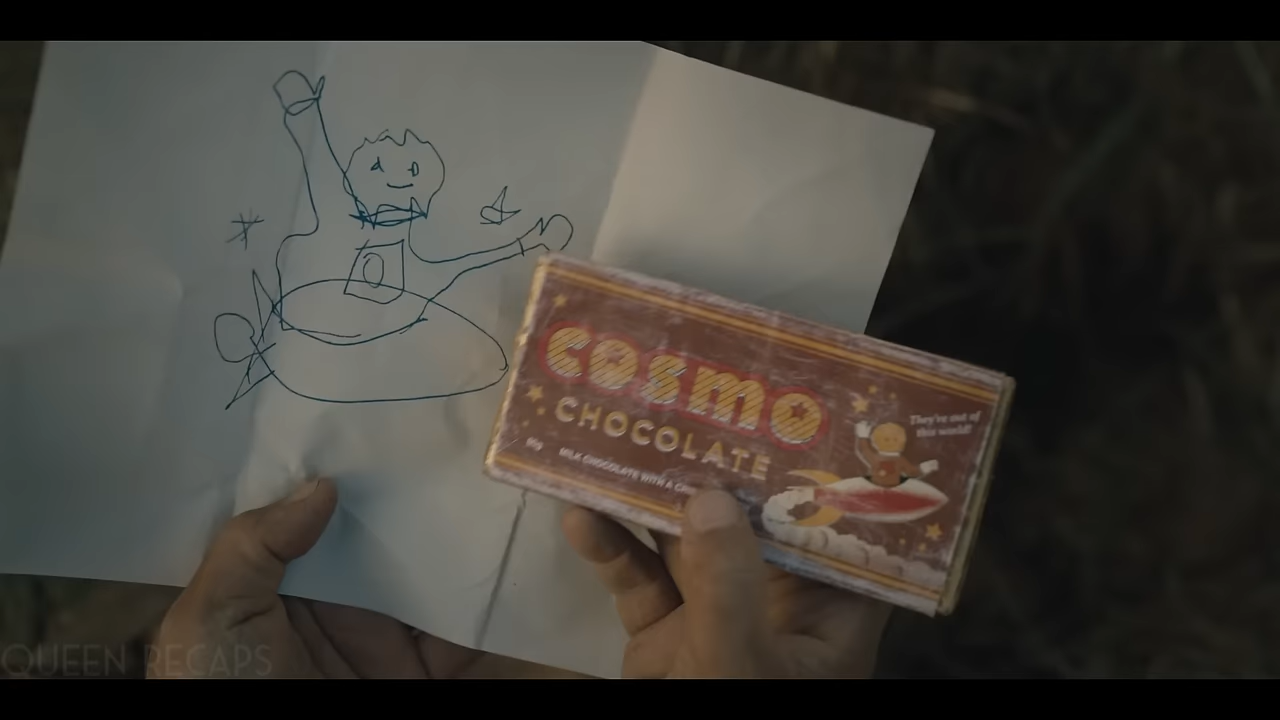 COSMO
CHOCOLATE
They're out of
this world!
MILK CHOCOLATE WITH A
QUEEN RECAPS